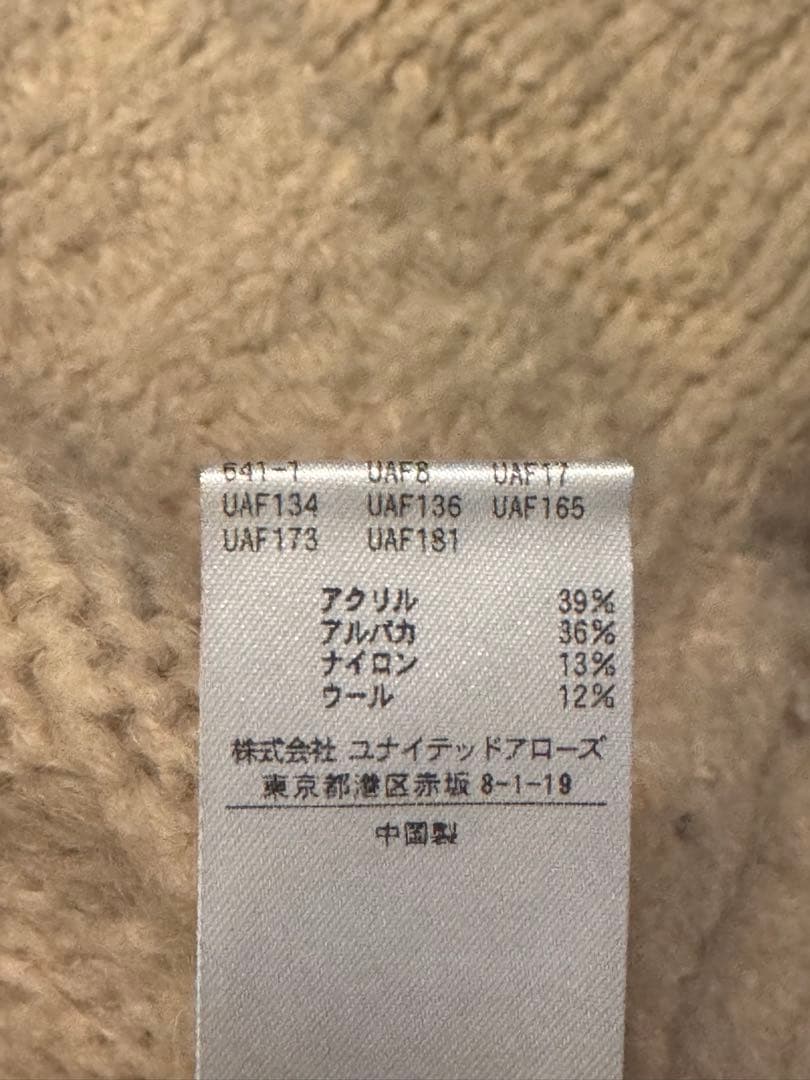 641-1 UAF8 UAF17
UAF134 UAF136 UAF165
UAF173 UAF181
アクリル 39%
アルパカ 36%
ナイロン 13%
ウール 12%
株式会社 ユナイテッドアローズ
東京都港区赤坂 8-1-19
中国製